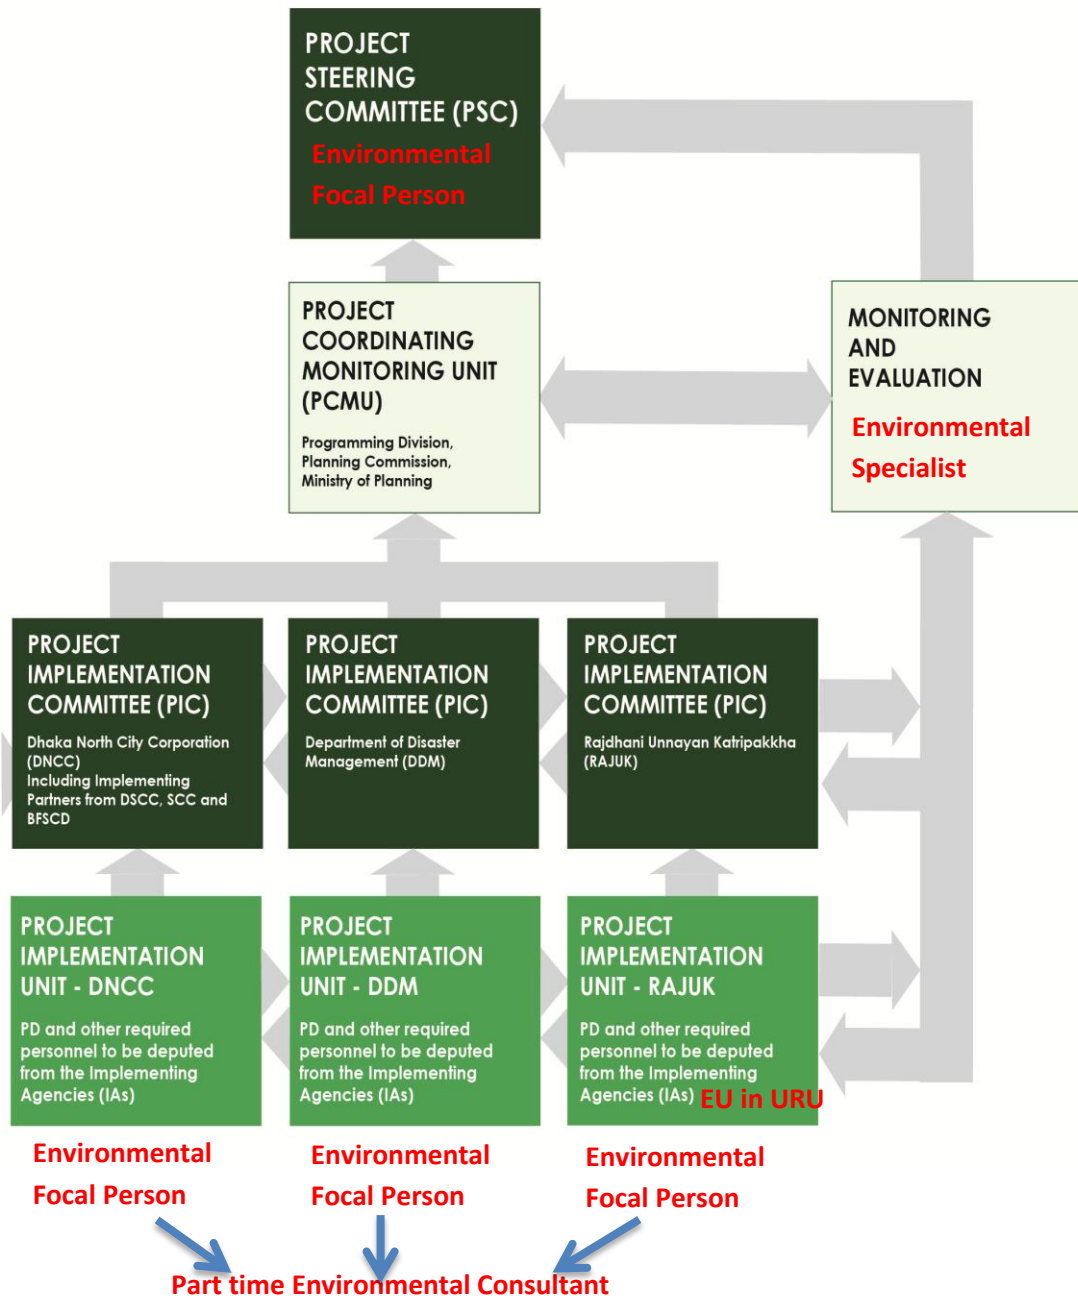 PROJECT
STEERING
COMMITTEE (PSC)
Environmental
Focal Person
PROJECT
COORDINATING
MONITORING UNIT
(PCMU)
Programming Division,
Planning Commission,
Ministry of Planning
MONITORING
AND
EVALUATION
Environmental
Specialist
PROJECT
IMPLEMENTATION
COMMITTEE (PIC)
Dhaka North City Corporation
(DNCC)
Including Implementing
Partners from DSCC, SCC and
BFSCD
PROJECT
IMPLEMENTATION
COMMITTEE (PIC)
Department of Disaster
Management (DDM)
PROJECT
IMPLEMENTATION
COMMITTEE (PIC)
Rajdhani Unnayan Katripakkha
(RAJUK)
PROJECT
IMPLEMENTATION
UNIT - DNCC
PD and other required
personnel to be deputed
from the Implementing
Agencies (IAs)
PROJECT
IMPLEMENTATION
UNIT - DDM
PD and other required
personnel to be deputed
from the Implementing
Agencies (IAs)
PROJECT
IMPLEMENTATION
UNIT - RAJUK
PD and other required
personnel to be deputed
from the Implementing
Agencies (IAs) EU in URU
Environmental
Focal Person
Environmental
Focal Person
Environmental
Focal Person
Part time Environmental Consultant